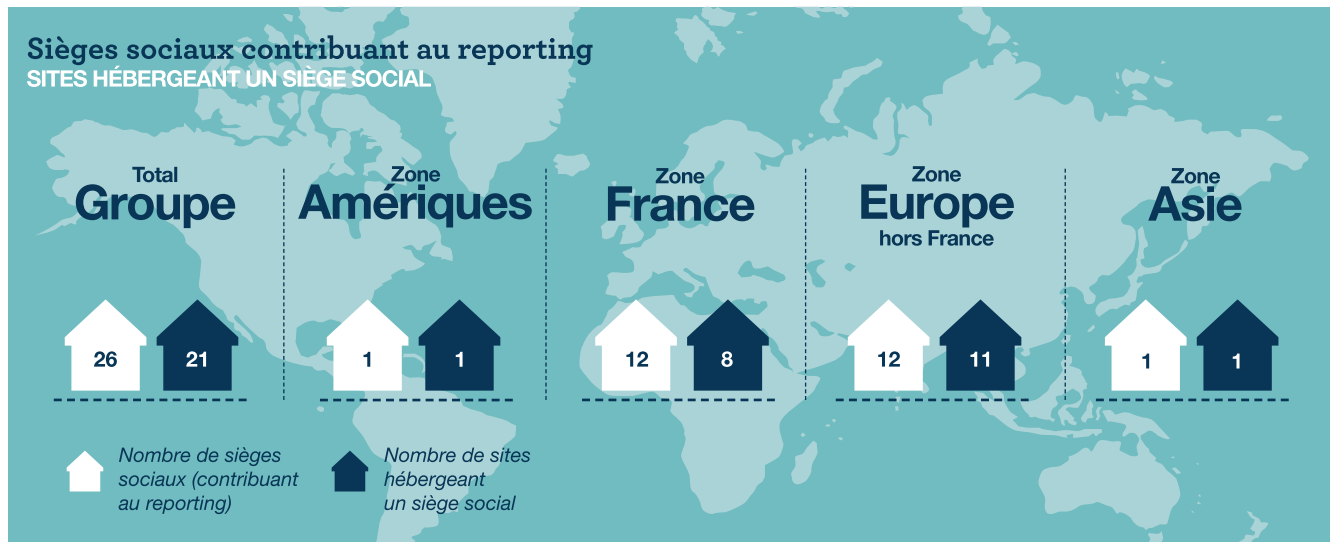 Sièges sociaux contribuant au reporting
SITES HÉBERGEANT UN SIÈGE SOCIAL
Total
Groupe
26
21
Zone
Amériques
1
1
Zone
France
12
8
Zone
Europe
hors France
12
11
Zone
Asie
1
1
Nombre de sièges
sociaux (contribuant
au reporting)
Nombre de sites
hébergeant
un siège social